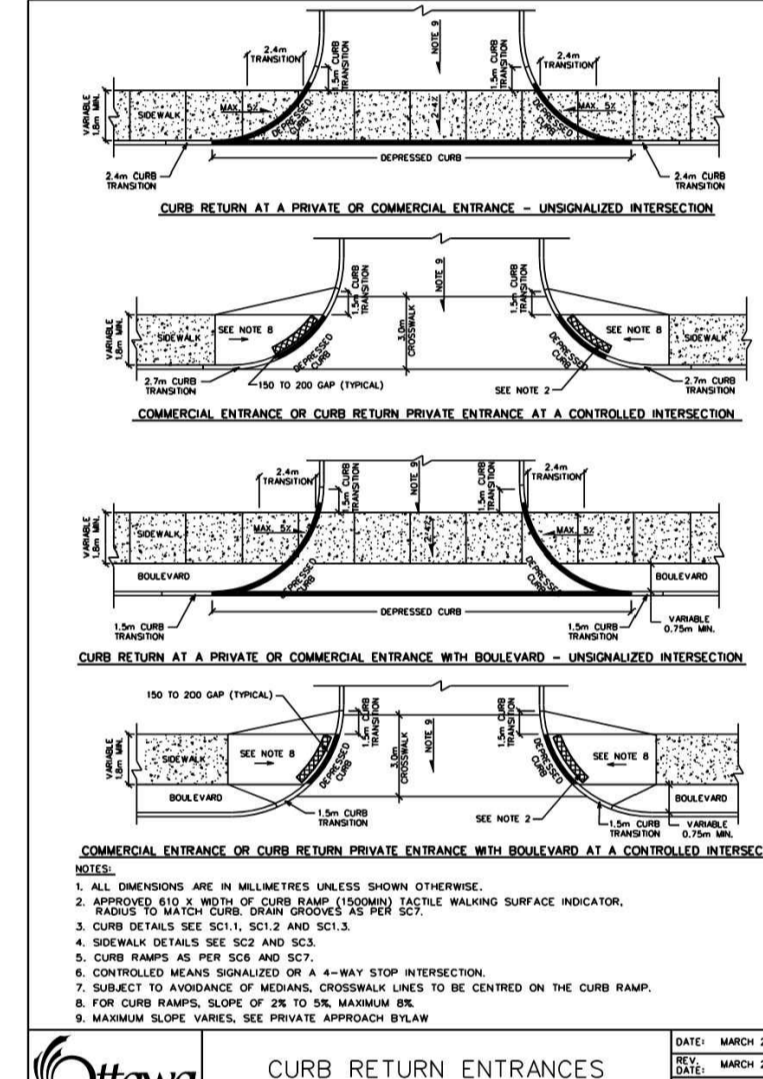 2.4m
TRANSITION
1.5m CURB
TRANSITION
NOTE 9
1.5m CURB
TRANSITION
2.4m
TRANSITION
VARIABLE
1.8m MIN.
SIDEWALK
MAX. 5%
DEPRESSED
CURB
2-4%
DEPRESSED
CURB
MAX. 5%
DEPRESSED CURB
2.4m CURB
TRANSITION
2.4m CURB
TRANSITION
CURB RETURN AT A PRIVATE OR COMMERCIAL ENTRANCE - UNSIGNALIZED INTERSECTION
1.5m CURB
TRANSITION
NOTE 9
1.5m CURB
TRANSITION
VARIABLE
1.8m MIN.
SIDEWALK
SEE NOTE 8
DEPRESSED
CURB
3.0m
CROSSWALK
DEPRESSED
CURB
SEE NOTE 8
SIDEWALK
2.7m CURB
TRANSITION
150 TO 200 GAP (TYPICAL)
SEE NOTE 2
2.7m CURB
TRANSITION
COMMERCIAL ENTRANCE OR CURB RETURN PRIVATE ENTRANCE AT A CONTROLLED INTERSECTION
2.4m
TRANSITION
1.5m CURB
TRANSITION
NOTE 9
1.5m CURB
TRANSITION
2.4m
TRANSITION
VARIABLE
1.8m MIN.
SIDEWALK
MAX. 5%
2-4%
MAX. 5%
BOULEVARD
DEPRESSED
CURB
DEPRESSED
CURB
BOULEVARD
DEPRESSED CURB
1.5m CURB
TRANSITION
1.5m CURB
TRANSITION
VARIABLE
0.75m MIN.
CURB RETURN AT A PRIVATE OR COMMERCIAL ENTRANCE WITH BOULEVARD - UNSIGNALIZED INTERSECTION
150 TO 200 GAP (TYPICAL)
1.5m CURB
TRANSITION
NOTE 9
1.5m CURB
TRANSITION
VARIABLE
1.8m MIN.
SIDEWALK
SEE NOTE 8
DEPRESSED
CURB
3.0m
CROSSWALK
DEPRESSED
CURB
SEE NOTE 8
BOULEVARD
BOULEVARD
1.5m CURB
TRANSITION
SEE NOTE 2
1.5m CURB
TRANSITION
VARIABLE
0.75m MIN.
COMMERCIAL ENTRANCE OR CURB RETURN PRIVATE ENTRANCE WITH BOULEVARD AT A CONTROLLED INTERSEC
NOTES:
1. ALL DIMENSIONS ARE IN MILLIMETRES UNLESS SHOWN OTHERWISE.
2. APPROVED 610 X WIDTH OF CURB RAMP (1500MIN) TACTILE WALKING SURFACE INDICATOR,
RADIUS TO MATCH CURB. DRAIN GROOVES AS PER SC7.
3. CURB DETAILS SEE SC1.1, SC1.2 AND SC1.3.
4. SIDEWALK DETAILS SEE SC2 AND SC3.
5. CURB RAMPS AS PER SC6 AND SC7.
6. CONTROLLED MEANS SIGNALIZED OR A 4-WAY STOP INTERSECTION.
7. SUBJECT TO AVOIDANCE OF MEDIANS, CROSSWALK LINES TO BE CENTRED ON THE CURB RAMP.
8. FOR CURB RAMPS, SLOPE OF 2% TO 5%, MAXIMUM 8%.
9. MAXIMUM SLOPE VARIES, SEE PRIVATE APPROACH BYLAW
Ottawa
CURB RETURN ENTRANCES
DATE: MARCH 2
REV.
DATE: MARCH 2